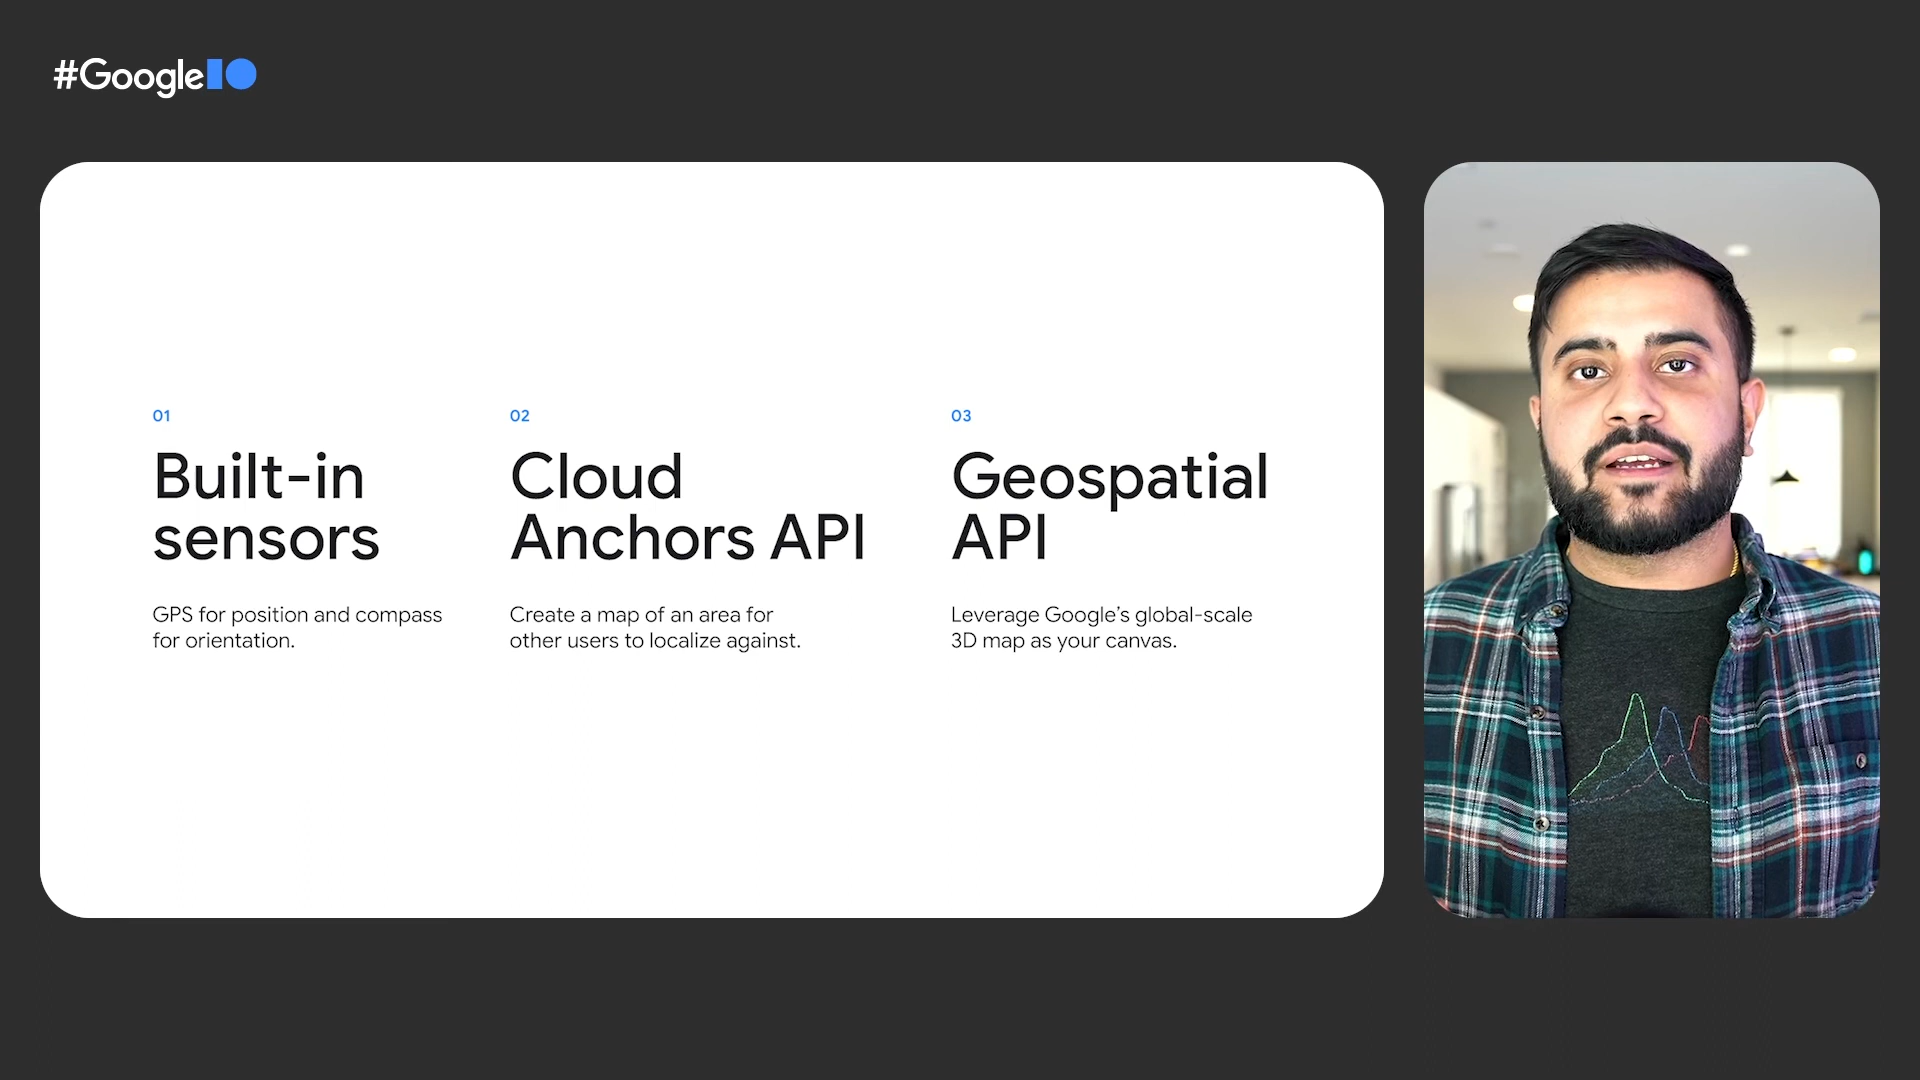 #GoogleIO
01
Built-in
sensors
GPS for position and compass
for orientation.
02
Cloud
Anchors API
Create a map of an area for
other users to localize against.
03
Geospatial
API
Leverage Google’s global-scale
3D map as your canvas.